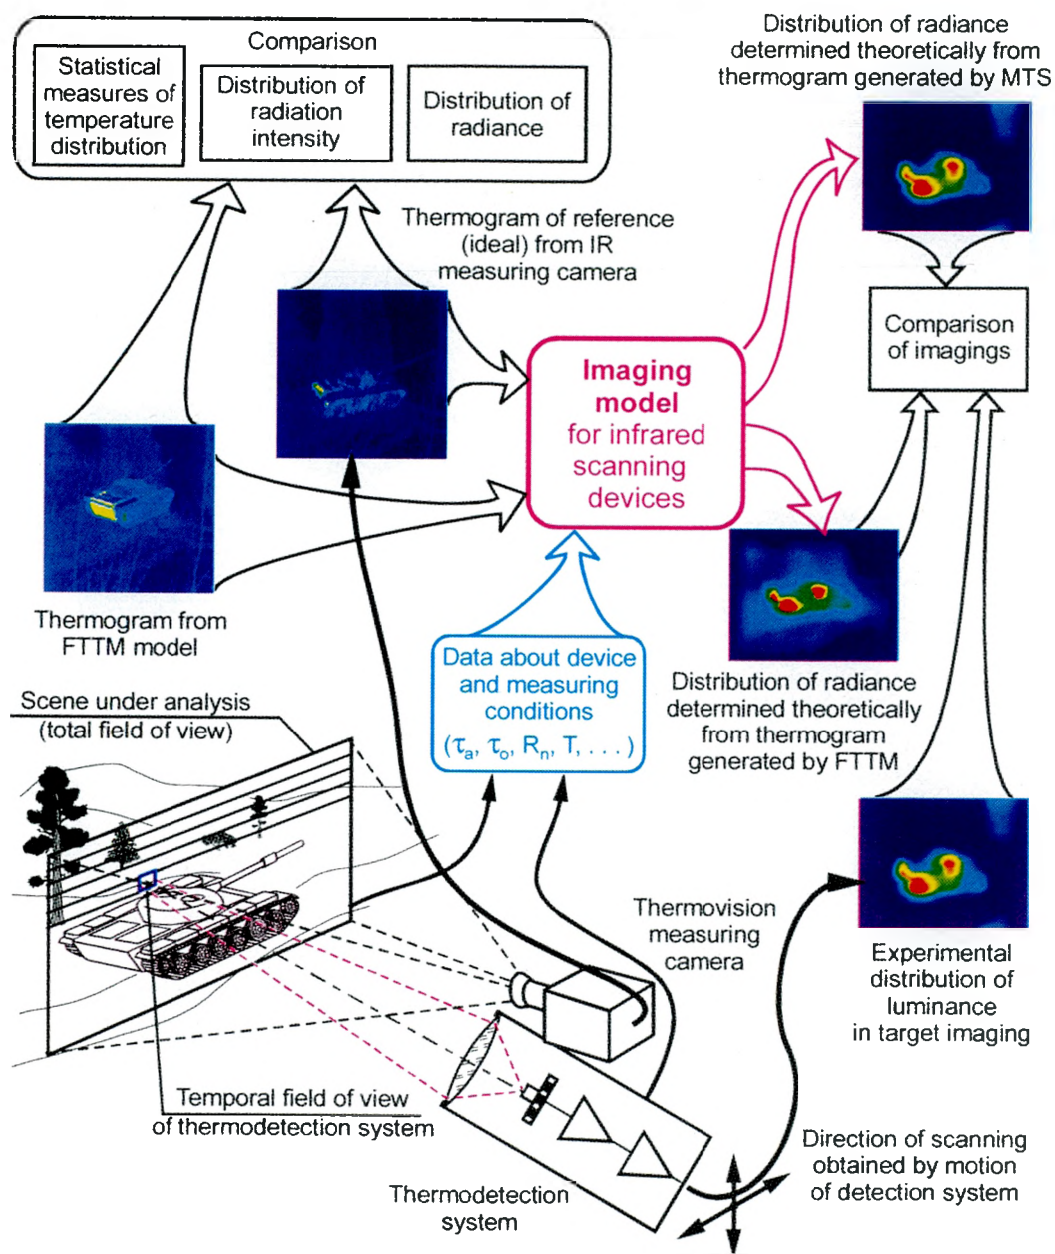 Comparison
Statistical
measures of
temperature
distribution
Distribution of
radiation
intensity
Distribution of
radiance
Distribution of radiance
determined theoretically from
thermogram generated by MTS
Thermogram of reference
(ideal) from IR
measuring camera
Comparison
of imagings
Imaging
model
for infrared
scanning
devices
Thermogram from
FTTM model
Data about device
and measuring
conditions
(τa, τo, Rn, T, . . . )
Distribution of radiance
determined theoretically
from thermogram
generated by FTTM
Scene under analysis
(total field of view)
Thermovision
measuring
camera
Experimental
distribution of
luminance
in target imaging
Temporal field of view
of thermodetection system
Thermodetection
system
Direction of scanning
obtained by motion
of detection system